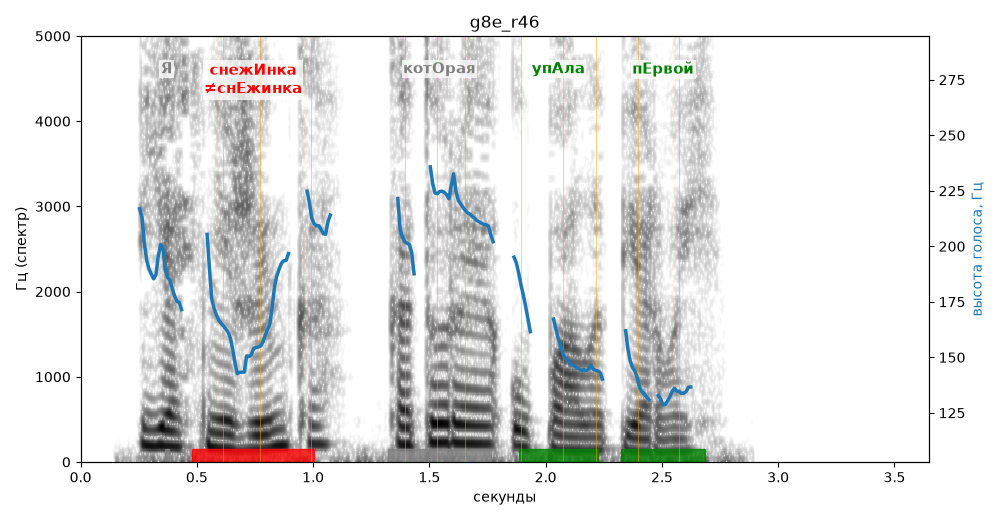 g8e_r46
Я
снежИнка
≠снЕжинка
котОрая
упАла
пЕрвой
5000
4000
3000
2000
1000
0
Гц (спектр)
275
250
225
200
175
150
125
высота голоса, Гц
0.0 0.5 1.0 1.5 2.0 2.5 3.0 3.5
секунды